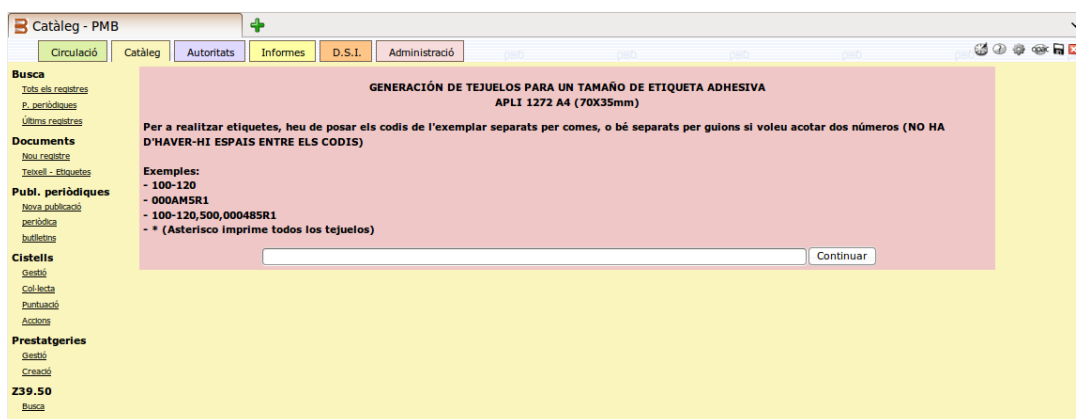 Catàleg - PMB
Circulació
Catàleg
Autoritats
Informes
D.S.I.
Administració
Busca
Tots els registres
P. periòdiques
Últims registres
Documents
Nou registre
Teixell - Etiquetes
Publ. periòdiques
Nova publicació
periòdica
butlletins
Cistells
Gestió
Col·lecta
Puntuació
Accions
Prestatgeries
Gestió
Creació
Z39.50
Busca
GENERACIÓN DE TEJUELOS PARA UN TAMAÑO DE ETIQUETA ADHESIVA
APLI 1272 A4 (70X35mm)
Per a realitzar etiquetes, heu de posar els codis de l'exemplar separats per comes, o bé separats per guions si voleu acotar dos números (NO HA
D'HAVER-HI ESPAIS ENTRE ELS CODIS)
Exemples:
- 100-120
- 000AM5R1
- 100-120,500,000485R1
- * (Asterisco imprime todos los tejuelos)
Continuar